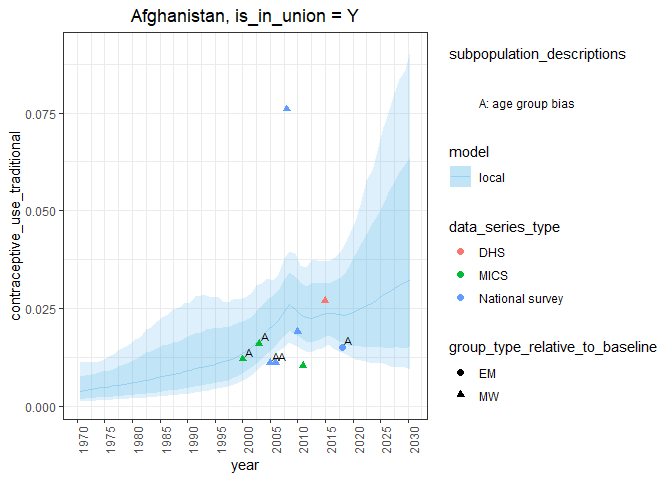 Afghanistan, is_in_union = Y
contraceptive_use_traditional
0.075
0.050
0.025
0.000
A
A
A
A
A
1970
1975
1980
1985
1990
1995
2000
2005
2010
2015
2020
2025
2030
year
subpopulation_descriptions
A: age group bias
model
local
data_series_type
DHS
MICS
National survey
group_type_relative_to_baseline
EM
MW